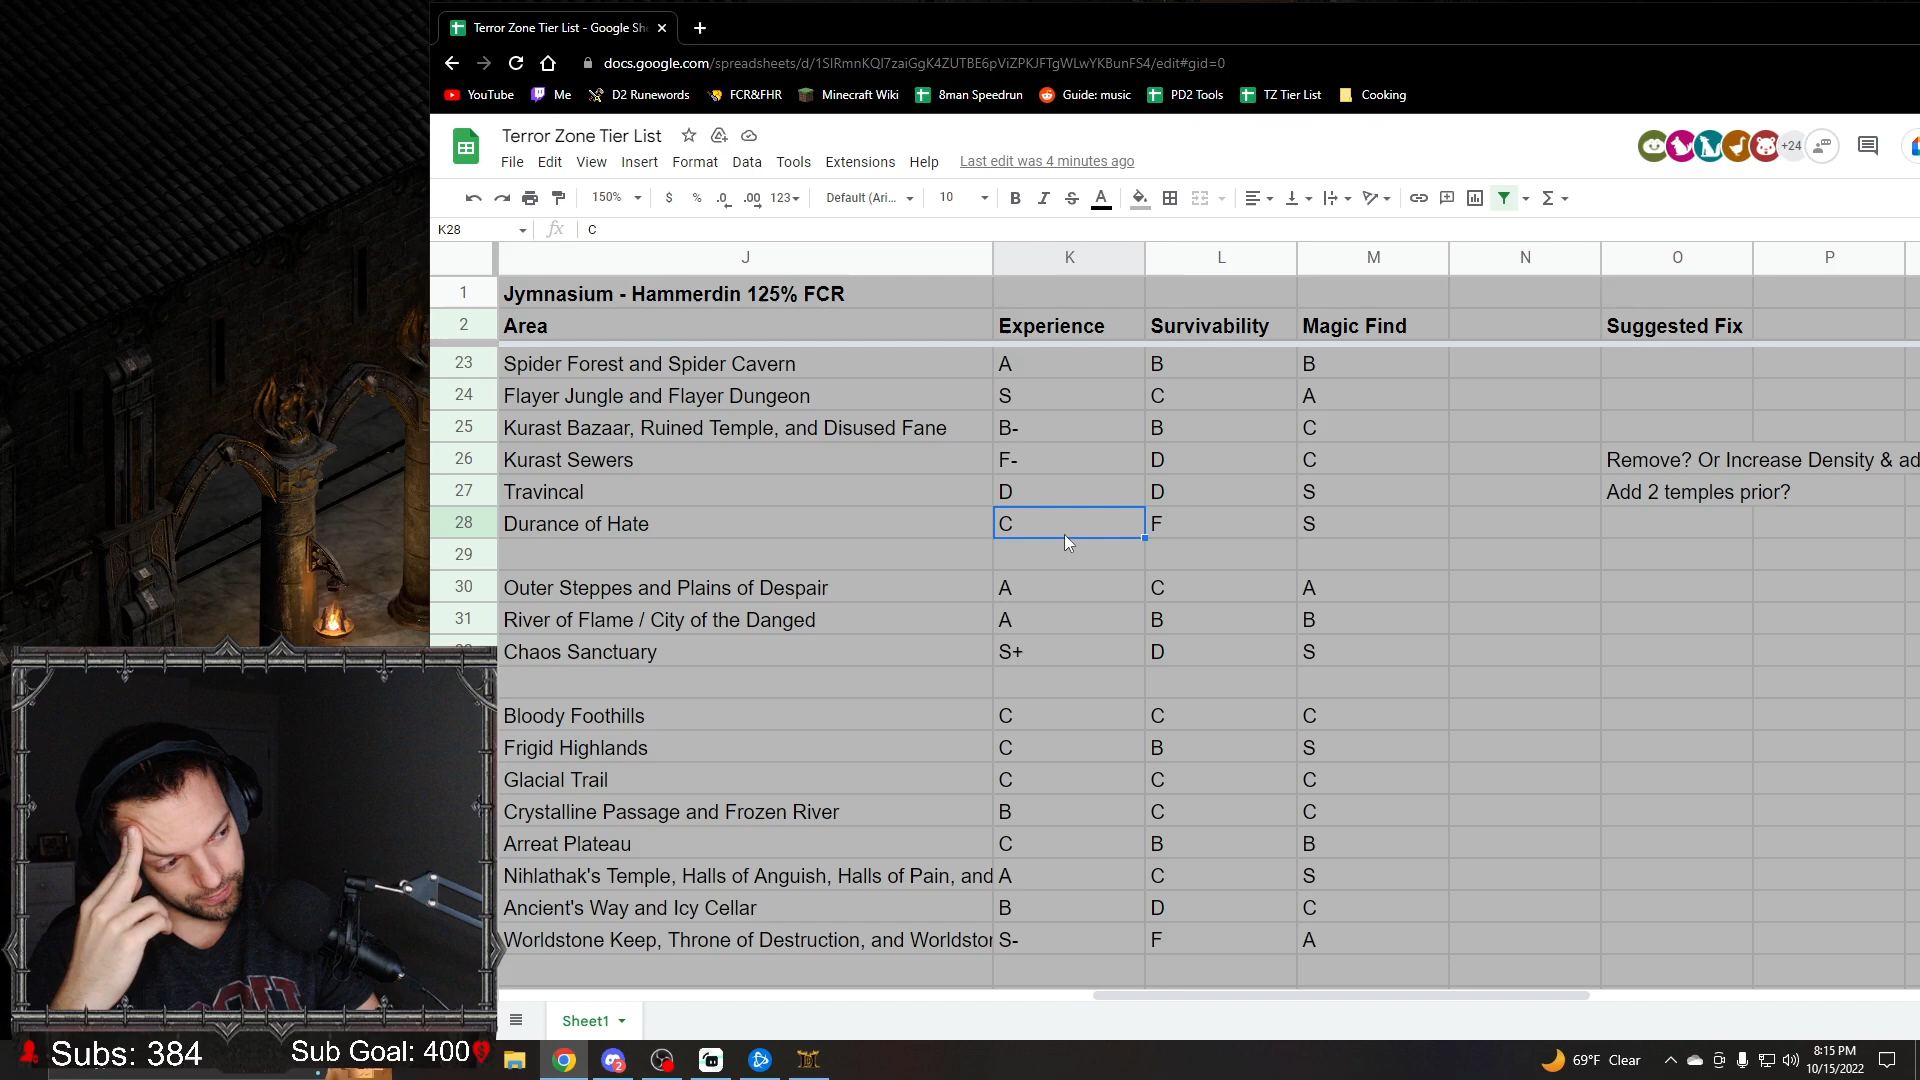 Terror Zone Tier List - Google Sh
docs.google.com/spreadsheets/d/1SlRmnKQI7zaiGgK4ZUTBE6pViZPKJFTgWLwYKBunFS4/edit#gid=0
YouTube Me D2 Runewords FCR&FHR Minecraft Wiki 8man Speedrun Guide: music PD2 Tools TZ Tier List Cooking
Terror Zone Tier List
+24
File Edit View Insert Format Data Tools Extensions Help Last edit was 4 minutes ago
150% $ % .0 .00 123 Default (Ari... 10 B I S A Σ
K28 fx C
J K L M N O P
1 Jymnasium - Hammerdin 125% FCR
2 Area Experience Survivability Magic Find Suggested Fix
23 Spider Forest and Spider Cavern A B B
24 Flayer Jungle and Flayer Dungeon S C A
25 Kurast Bazaar, Ruined Temple, and Disused Fane B- B C
26 Kurast Sewers F- D C Remove? Or Increase Density & ad
27 Travincal D D S Add 2 temples prior?
28 Durance of Hate C F S
29
30 Outer Steppes and Plains of Despair A C A
31 River of Flame / City of the Danged A B B
Chaos Sanctuary S+ D S
Bloody Foothills C C C
Frigid Highlands C B S
Glacial Trail C C C
Crystalline Passage and Frozen River B C C
Arreat Plateau C B B
Nihlathak's Temple, Halls of Anguish, Halls of Pain, and A C S
Ancient's Way and Icy Cellar B D C
Worldstone Keep, Throne of Destruction, and Worldstor S- F A
Sheet1
Subs: 384 Sub Goal: 400
2
69°F Clear
8:15 PM
10/15/2022